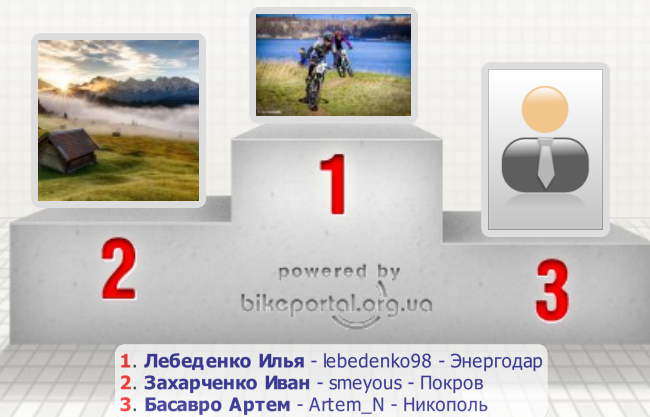 1
2
3
powered by
bikeportal.org.ua
1. Лебеденко Илья - lebedenko98 - Энергодар
2. Захарченко Иван - smeyous - Покров
3. Басавро Артем - Artem_N - Никополь